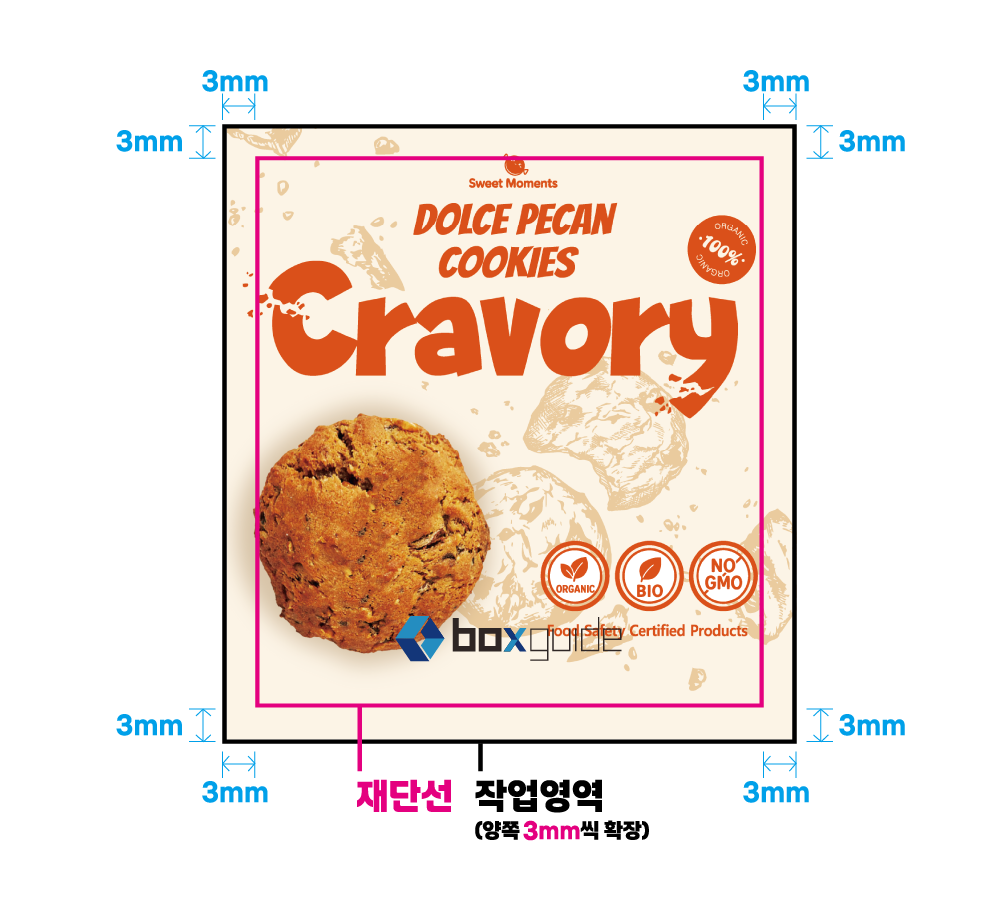 3mm
3mm
3mm
3mm
Sweet Moments
DOLCE PECAN
COOKIES
ORGANIC
100%
ORGANIC
Cravory
ORGANIC
BIO
NO
GMO
Food Safety Certified Products
boxguide
3mm
3mm
3mm
3mm
재단선
작업영역
(양쪽 3mm씩 확장)